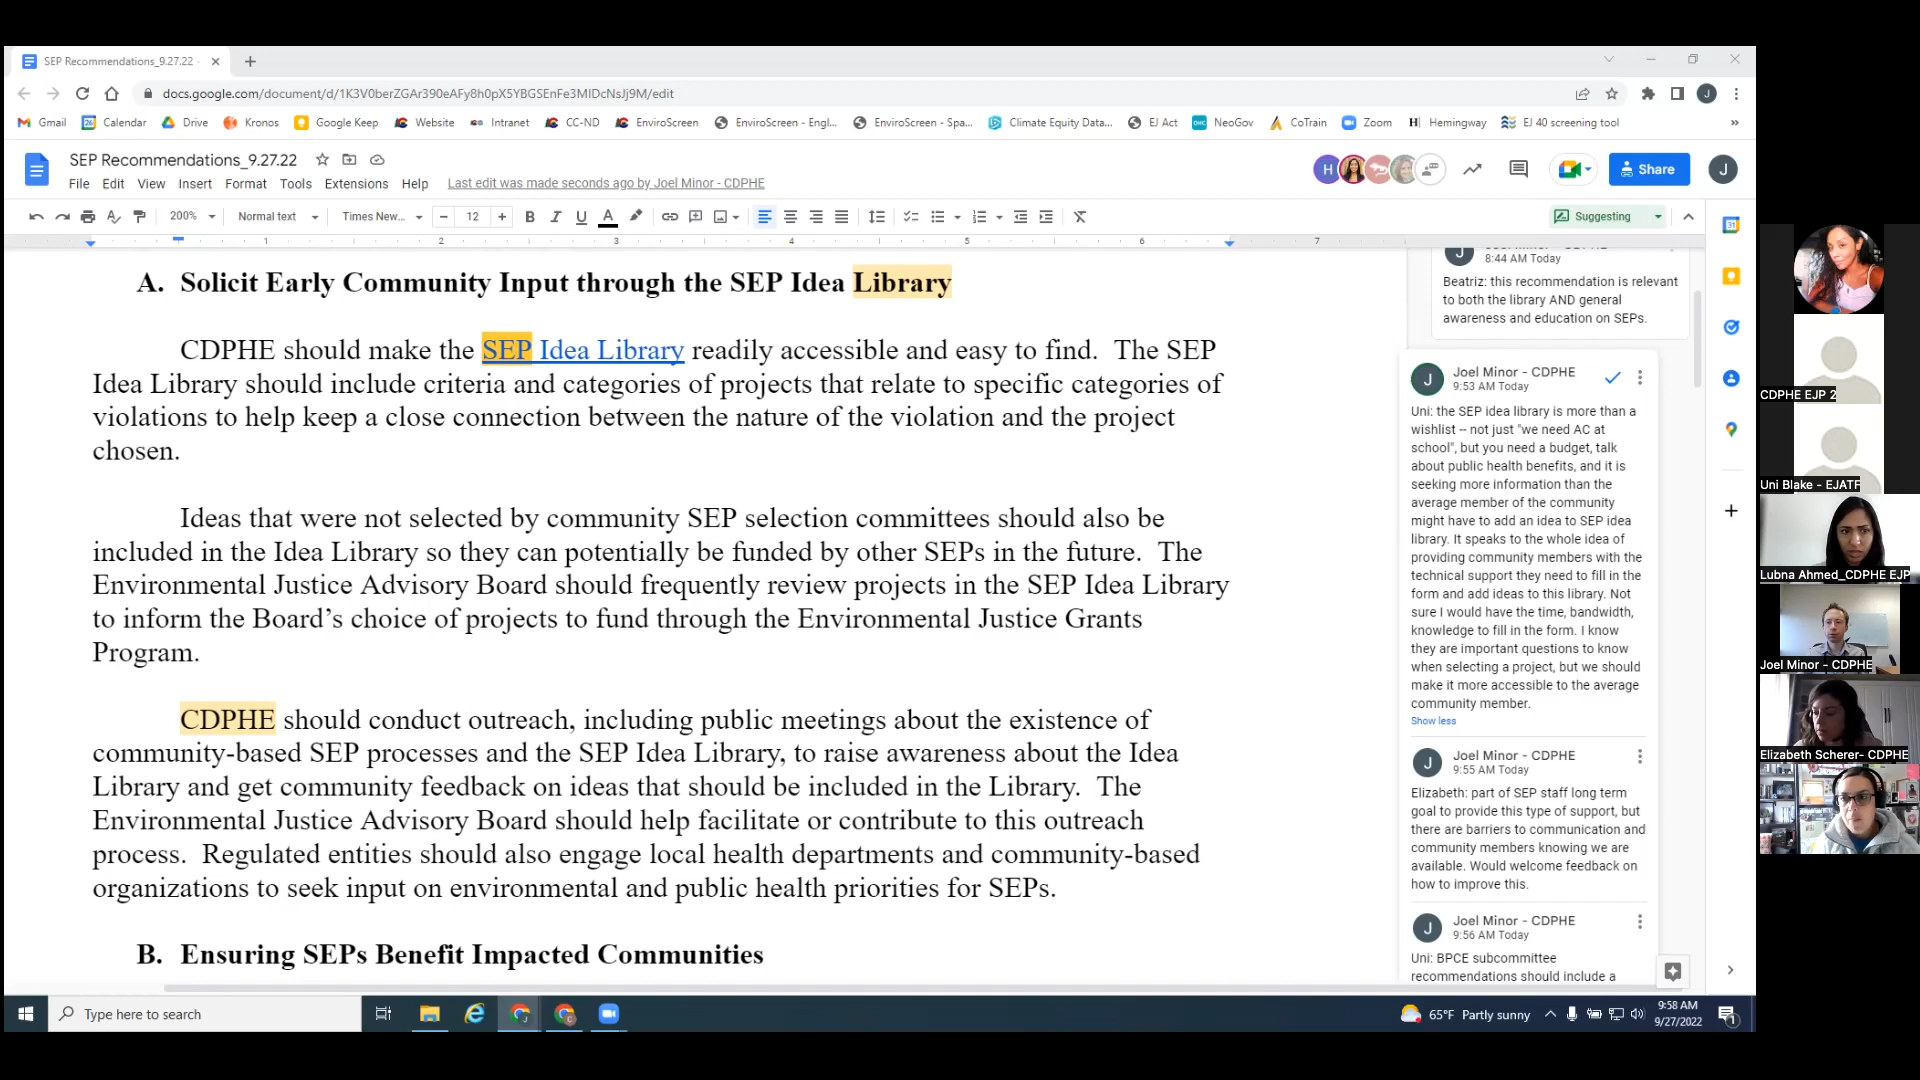 SEP Recommendations_9.27.22 -
docs.google.com/document/d/1K3V0berZGAr390eAFy8h0pX5YBGSEnFe3MIDcNsJj9M/edit
J
Gmail Calendar Drive Kronos Google Keep Website Intranet CC-ND EnviroScreen EnviroScreen - Engl... EnviroScreen - Spa... Climate Equity Data... EJ Act NeoGov CoTrain Zoom Hemingway EJ 40 screening tool
SEP Recommendations_9.27.22
File Edit View Insert Format Tools Extensions Help Last edit was made seconds ago by Joel Minor - CDPHE
H
Share
J
200% Normal text Times New... 12 B I U A
Suggesting
1 2 3 4 5 6 7
A. Solicit Early Community Input through the SEP Idea Library
CDPHE should make the SEP Idea Library readily accessible and easy to find. The SEP
Idea Library should include criteria and categories of projects that relate to specific categories of
violations to help keep a close connection between the nature of the violation and the project
chosen.
Ideas that were not selected by community SEP selection committees should also be
included in the Idea Library so they can potentially be funded by other SEPs in the future. The
Environmental Justice Advisory Board should frequently review projects in the SEP Idea Library
to inform the Board’s choice of projects to fund through the Environmental Justice Grants
Program.
CDPHE should conduct outreach, including public meetings about the existence of
community-based SEP processes and the SEP Idea Library, to raise awareness about the Idea
Library and get community feedback on ideas that should be included in the Library. The
Environmental Justice Advisory Board should help facilitate or contribute to this outreach
process. Regulated entities should also engage local health departments and community-based
organizations to seek input on environmental and public health priorities for SEPs.
B. Ensuring SEPs Benefit Impacted Communities
J
8:44 AM Today
Beatriz: this recommendation is relevant
to both the library AND general
awareness and education on SEPs.
J
Joel Minor - CDPHE
9:53 AM Today
Uni: the SEP idea library is more than a
wishlist -- not just "we need AC at
school", but you need a budget, talk
about public health benefits, and it is
seeking more information than the
average member of the community
might have to add an idea to SEP idea
library. It speaks to the whole idea of
providing community members with the
technical support they need to fill in the
form and add ideas to this library. Not
sure I would have the time, bandwidth,
knowledge to fill in the form. I know
they are important questions to know
when selecting a project, but we should
make it more accessible to the average
community member.
Show less
J
Joel Minor - CDPHE
9:55 AM Today
Elizabeth: part of SEP staff long term
goal to provide this type of support, but
there are barriers to communication and
community members knowing we are
available. Would welcome feedback on
how to improve this.
J
Joel Minor - CDPHE
9:56 AM Today
Uni: BPCE subcommittee
recommendations should include a
CDPHE EJP 2
Uni Blake - EJATF
Lubna Ahmed_CDPHE EJP
Joel Minor - CDPHE
Elizabeth Scherer- CDPHE
Type here to search
65°F Partly sunny
9:58 AM
9/27/2022
1